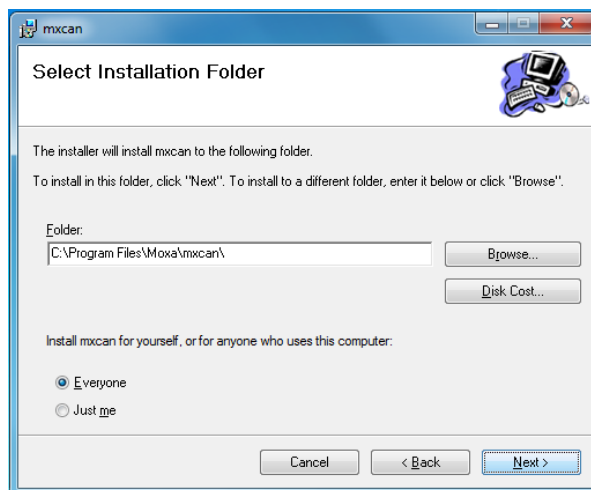 mxcan
Select Installation Folder
The installer will install mxcan to the following folder.
To install in this folder, click "Next". To install to a different folder, enter it below or click "Browse".
Folder:
C:\Program Files\Moxa\mxcan\
Browse...
Disk Cost...
Install mxcan for yourself, or for anyone who uses this computer:
Everyone
Just me
Cancel
< Back
Next >